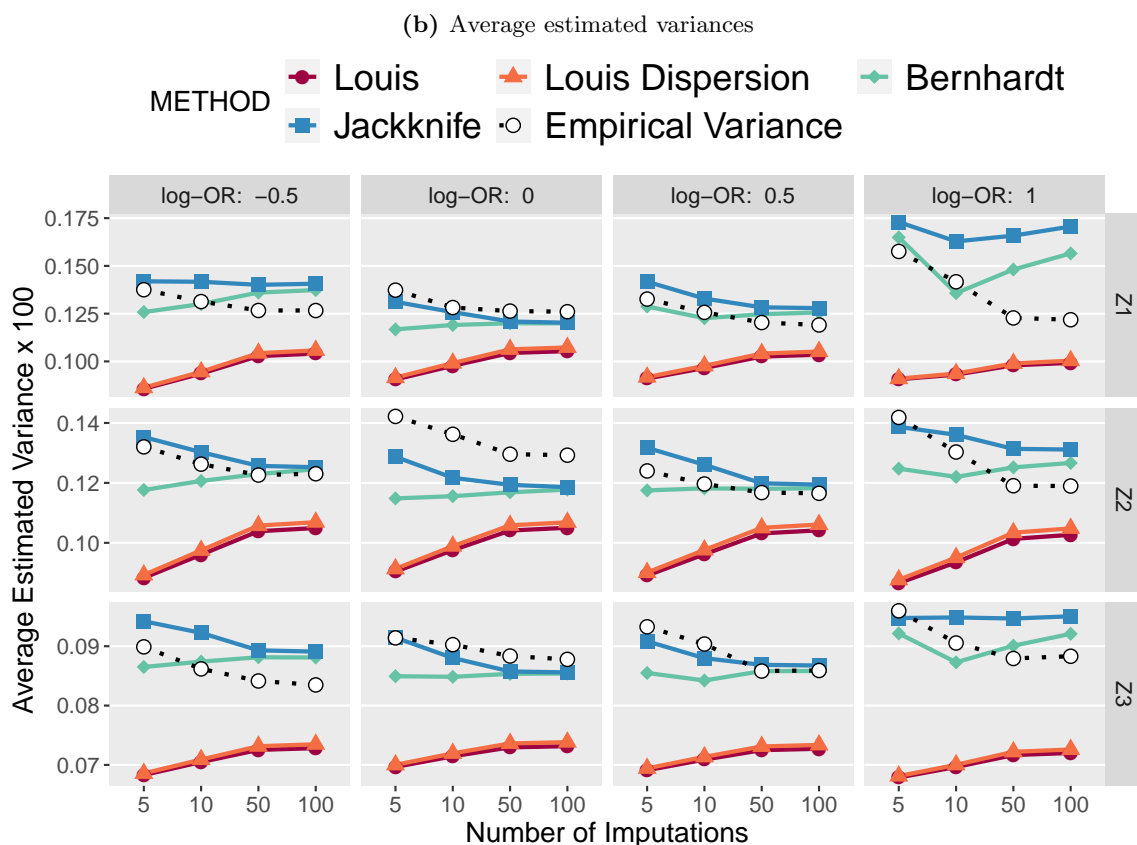 (b) Average estimated variances
METHOD
Louis
Louis Dispersion
Bernhardt
Jackknife
Empirical Variance
log−OR: −0.5
log−OR: 0
log−OR: 0.5
log−OR: 1
Average Estimated Variance x 100
0.175
0.150
0.125
0.100
Z1
0.14
0.12
0.10
Z2
0.09
0.08
0.07
Z3
5 10 50 100
5 10 50 100
5 10 50 100
5 10 50 100
Number of Imputations